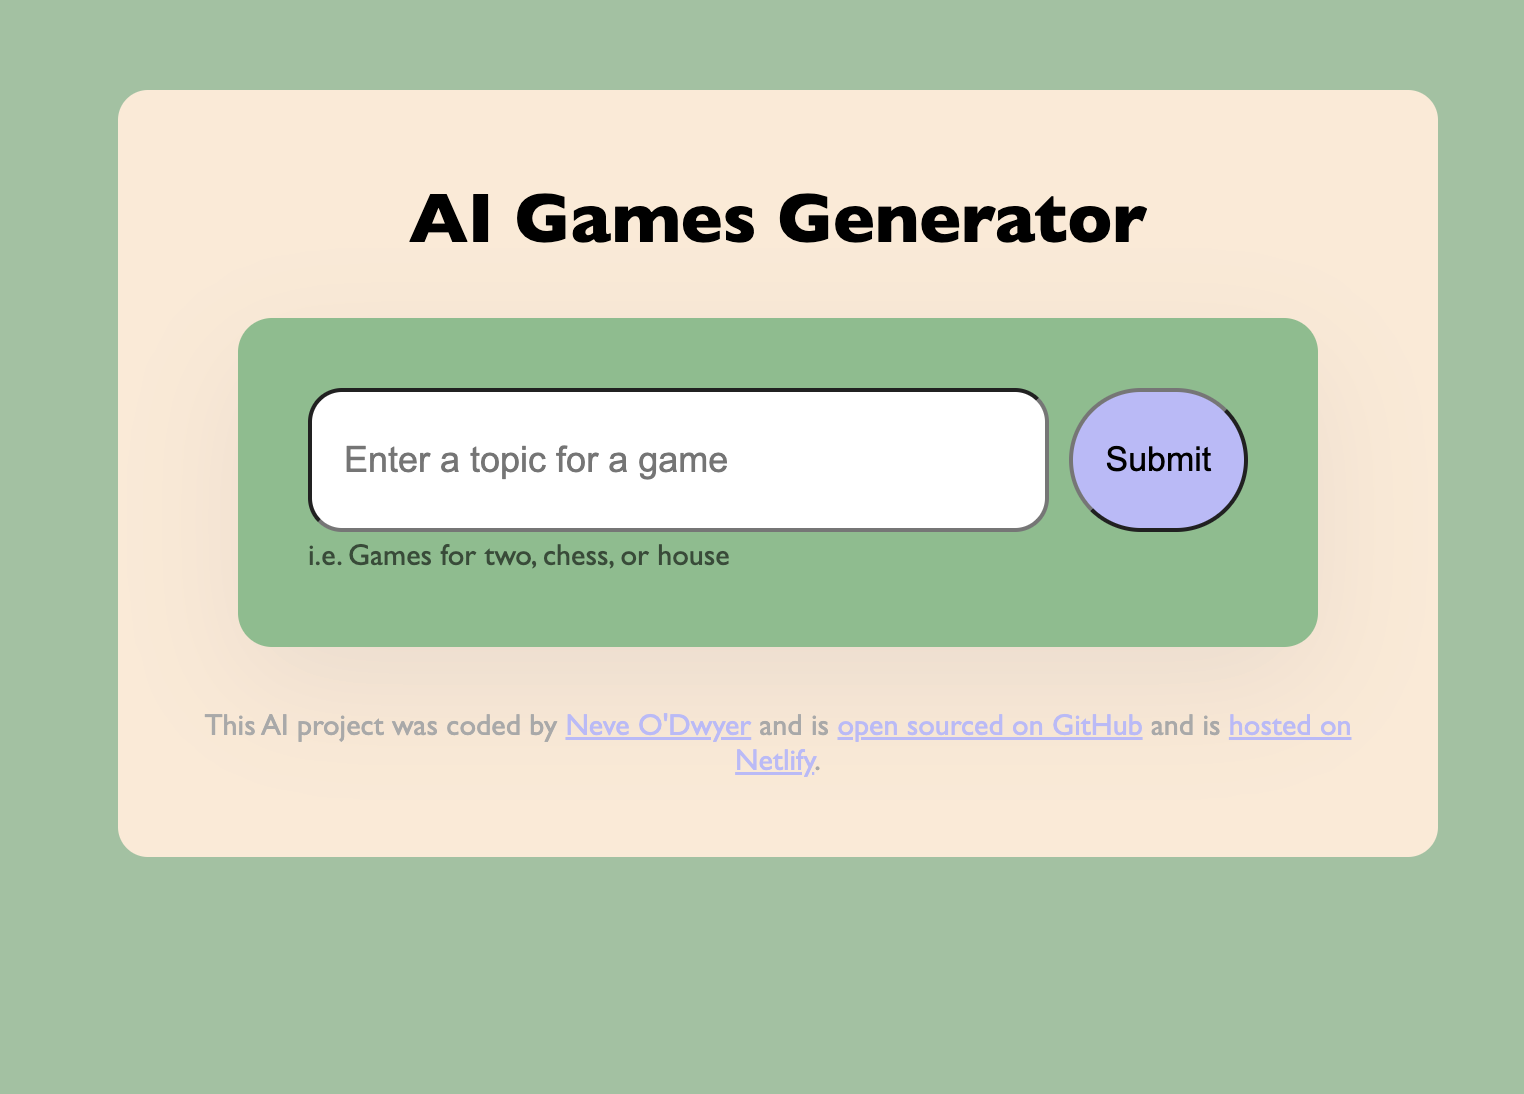 AI Games Generator
Enter a topic for a game
Submit
i.e. Games for two, chess, or house
This AI project was coded by Neve O'Dwyer and is open sourced on GitHub and is hosted on
Netlify.